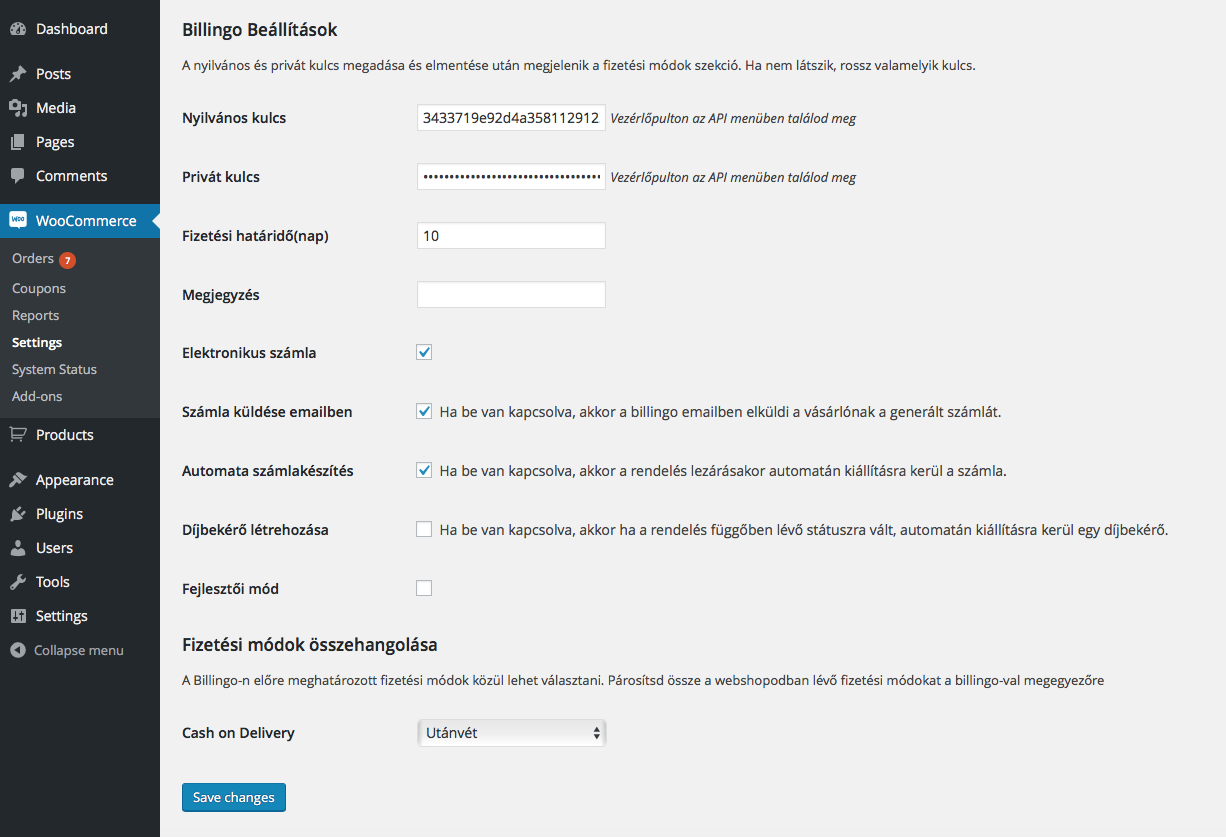 Dashboard
Posts
Media
Pages
Comments
woo WooCommerce
Orders 7
Coupons
Reports
Settings
System Status
Add-ons
Products
Appearance
Plugins
Users
Tools
Settings
Collapse menu
Billingo Beállítások
A nyilvános és privát kulcs megadása és elmentése után megjelenik a fizetési módok szekció. Ha nem látszik, rossz valamelyik kulcs.
Nyilvános kulcs 3433719e92d4a358112912 Vezérlőpulton az API menüben találod meg
Privát kulcs •••••••••••••••••••••••••••••••••• Vezérlőpulton az API menüben találod meg
Fizetési határidő(nap) 10
Megjegyzés
Elektronikus számla
Számla küldése emailben Ha be van kapcsolva, akkor a billingo emailben elküldi a vásárlónak a generált számlát.
Automata számlakészítés Ha be van kapcsolva, akkor a rendelés lezárásakor automatán kiállításra kerül a számla.
Díjbekérő létrehozása Ha be van kapcsolva, akkor ha a rendelés függőben lévő státuszra vált, automatán kiállításra kerül egy díjbekérő.
Fejlesztői mód
Fizetési módok összehangolása
A Billingo-n előre meghatározott fizetési módok közül lehet választani. Párosítsd össze a webshopodban lévő fizetési módokat a billingo-val megegyezőre
Cash on Delivery Utánvét
Save changes